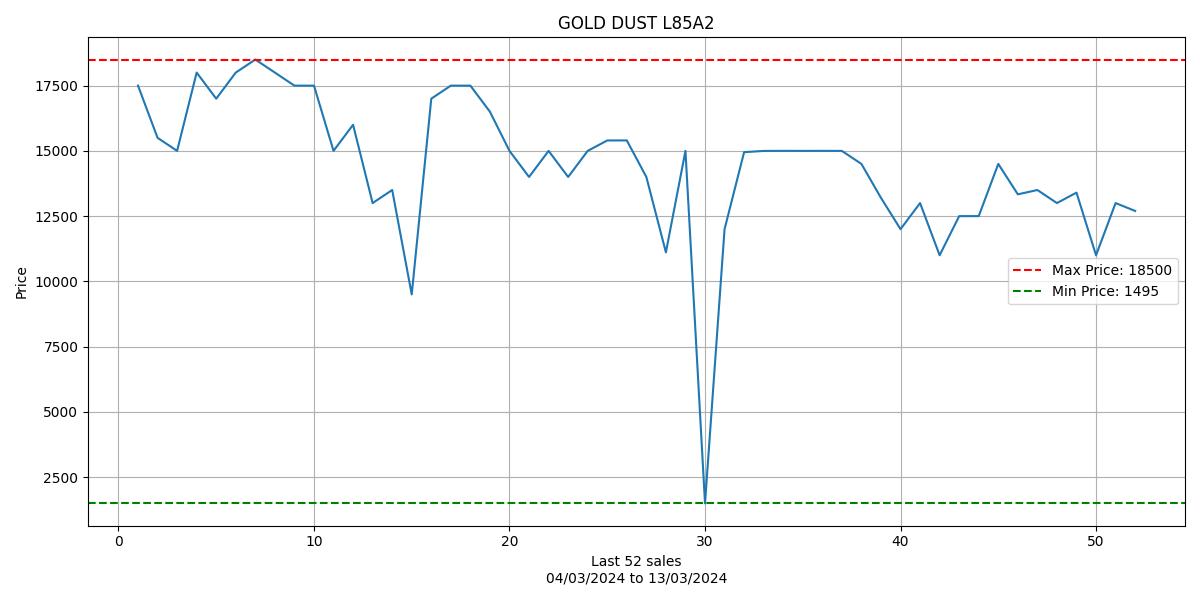 GOLD DUST L85A2
Price
17500
15000
12500
10000
7500
5000
2500
Max Price: 18500
Min Price: 1495
0 10 20 30 40 50
Last 52 sales
04/03/2024 to 13/03/2024